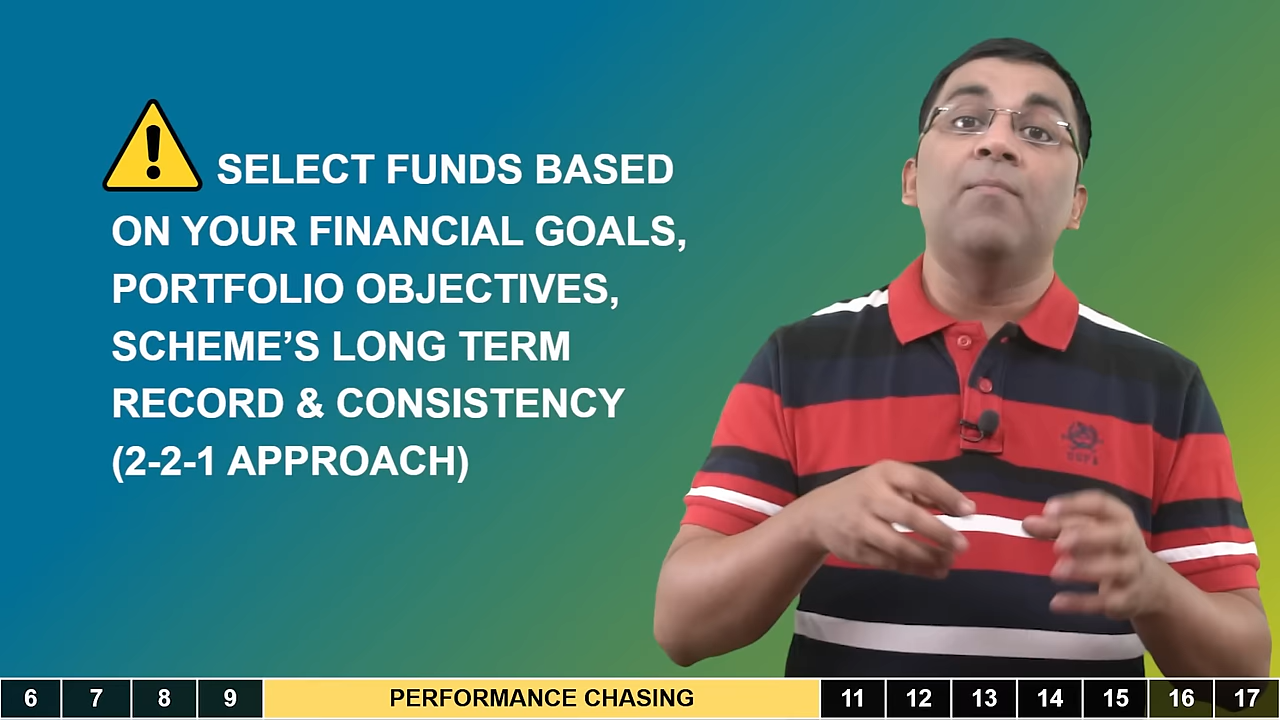 SELECT FUNDS BASED
ON YOUR FINANCIAL GOALS,
PORTFOLIO OBJECTIVES,
SCHEME'S LONG TERM
RECORD & CONSISTENCY
(2-2-1 APPROACH)
6 7 8 9 PERFORMANCE CHASING 11 12 13 14 15 16 17